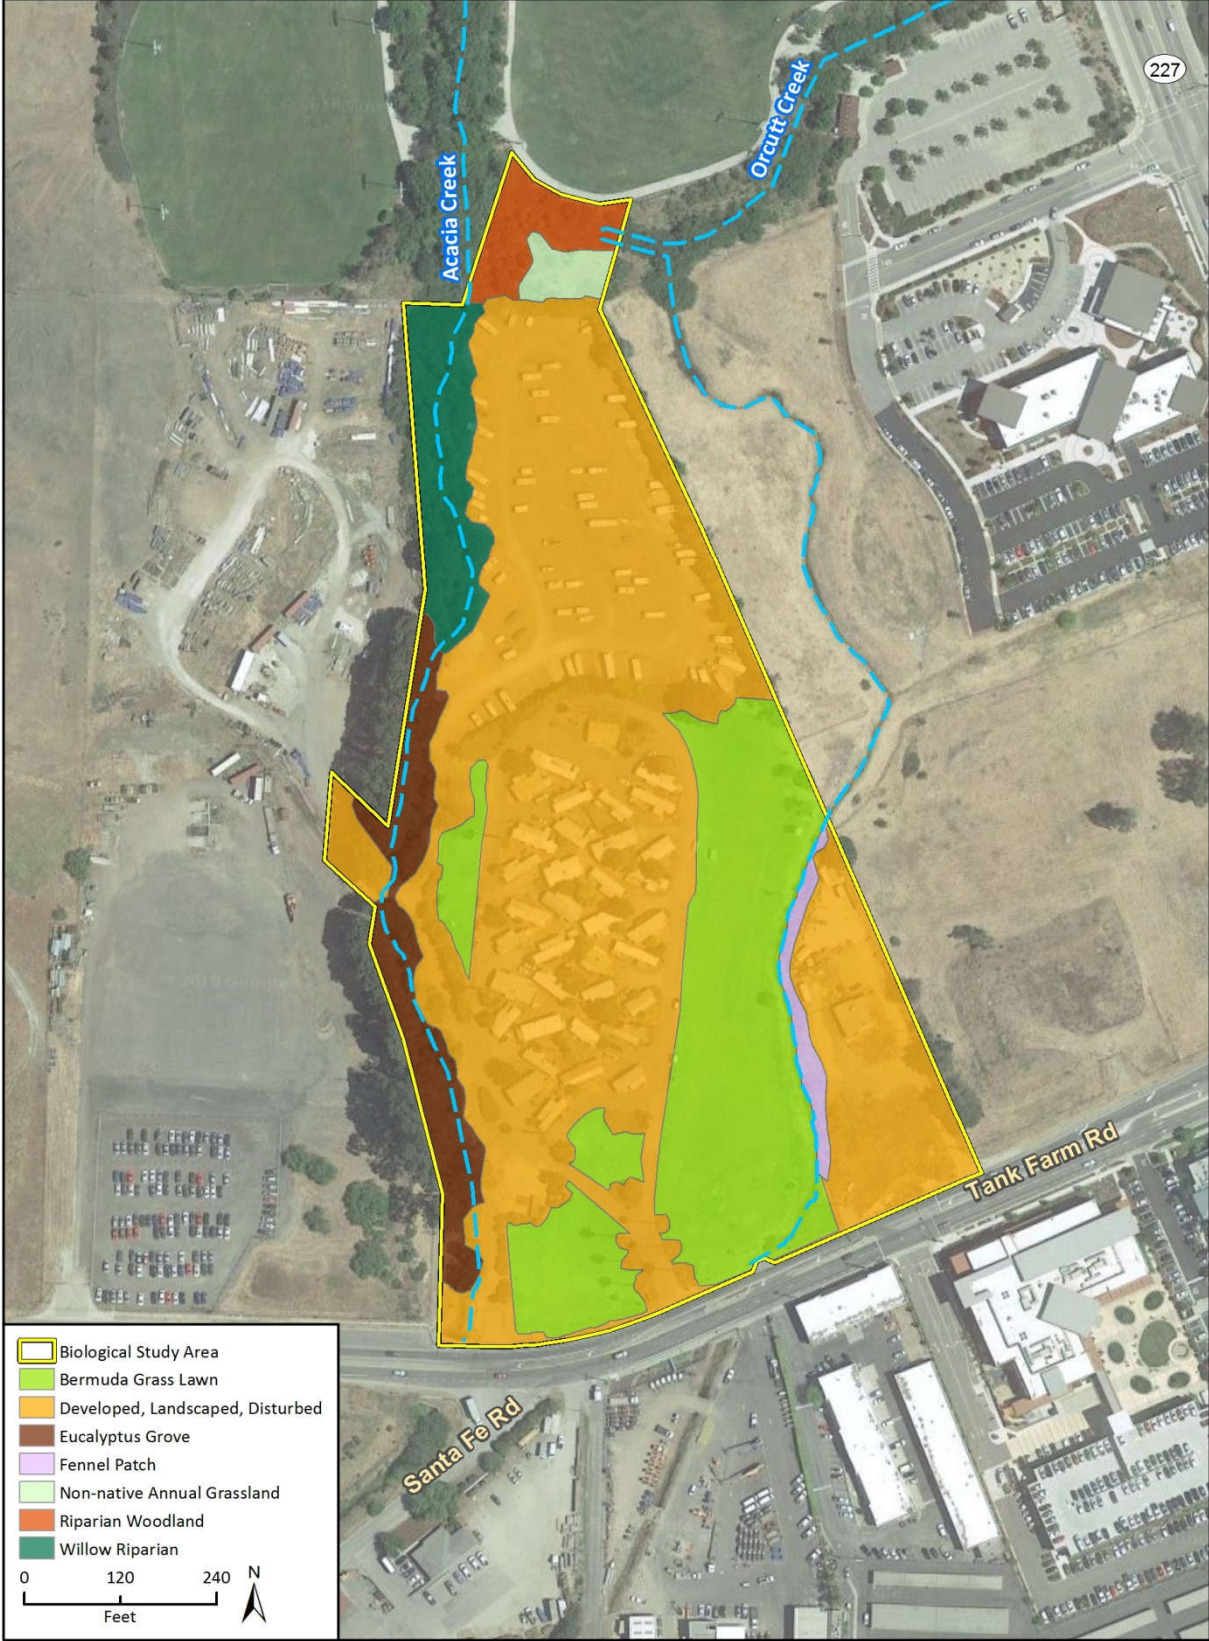 227
Orcutt Creek
Acacia Creek
Tank Farm Rd
Santa Fe Rd
Biological Study Area
Bermuda Grass Lawn
Developed, Landscaped, Disturbed
Eucalyptus Grove
Fennel Patch
Non-native Annual Grassland
Riparian Woodland
Willow Riparian
0 120 240
Feet
N